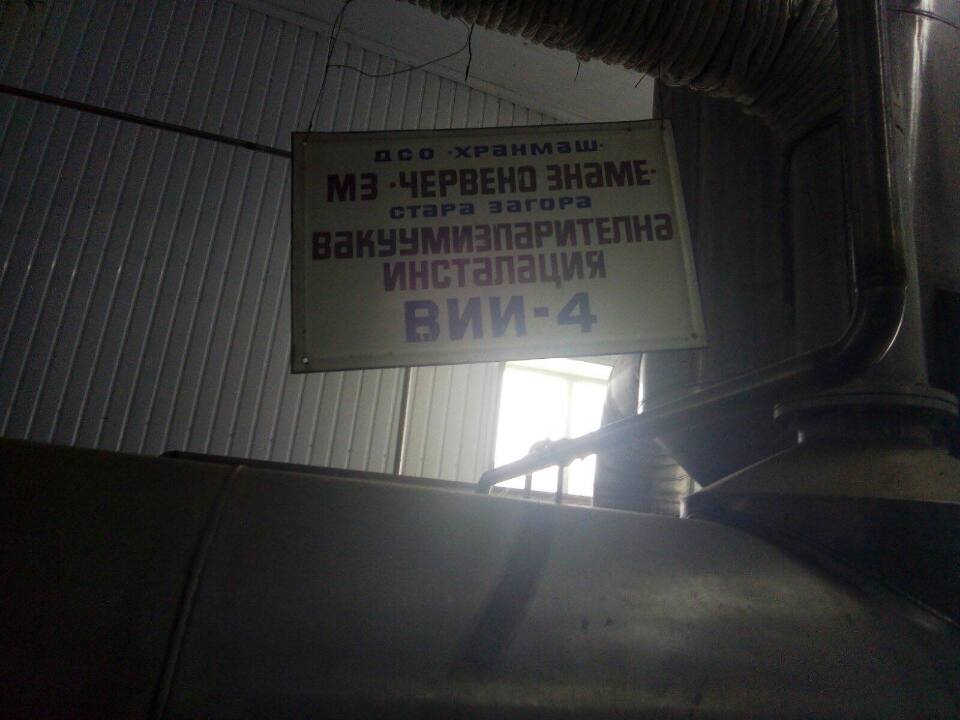 ДСО •ХРАНМАШ•
МЗ •ЧЕРВЕНО ЗНАМЕ•
СТАРА ЗАГОРА
ВАКУУМИЗПАРИТЕЛНА
ИНСТАЛАЦИЯ
ВИИ-4